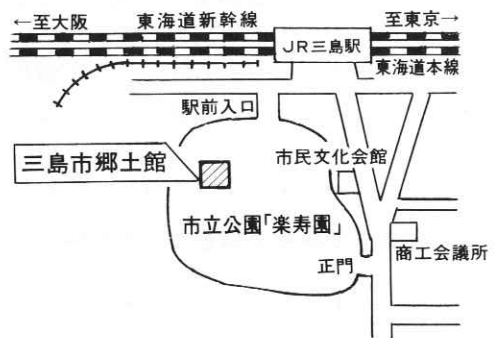 ←至大阪
東海道新幹線
至東京→
JR三島駅
東海道本線
駅前入口
三島市郷土館
市民文化会館
市立公園「楽寿園」
商工会議所
正門